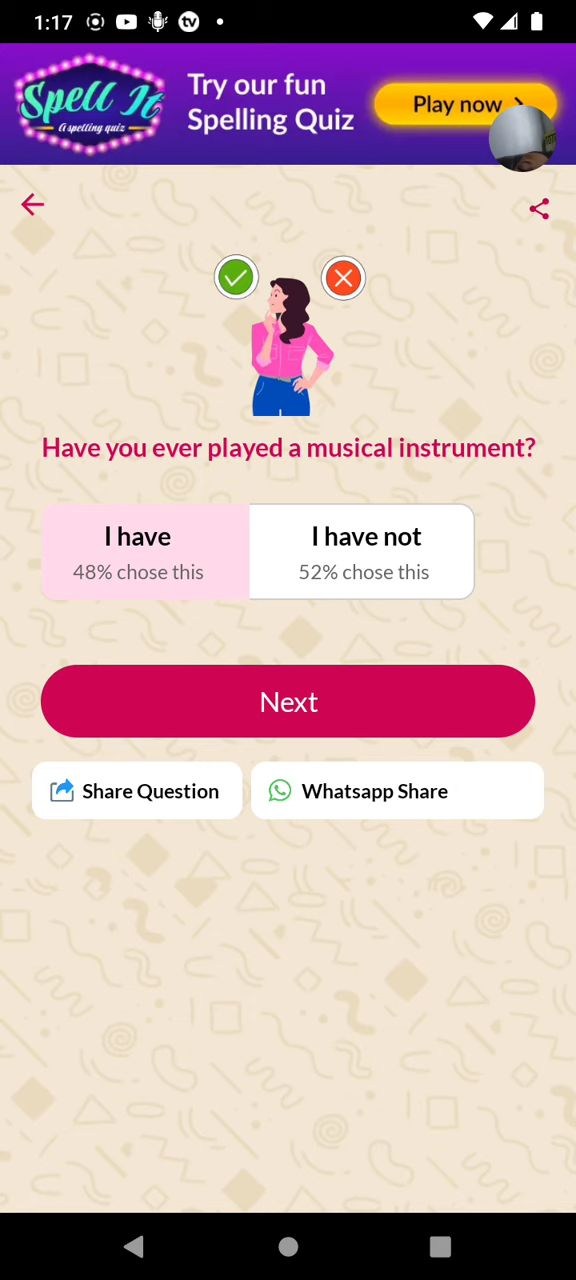 1:17
tv
Spell It
A spelling quiz
Try our fun
Spelling Quiz
Play now
Have you ever played a musical instrument?
I have
48% chose this
I have not
52% chose this
Next
Share Question
Whatsapp Share